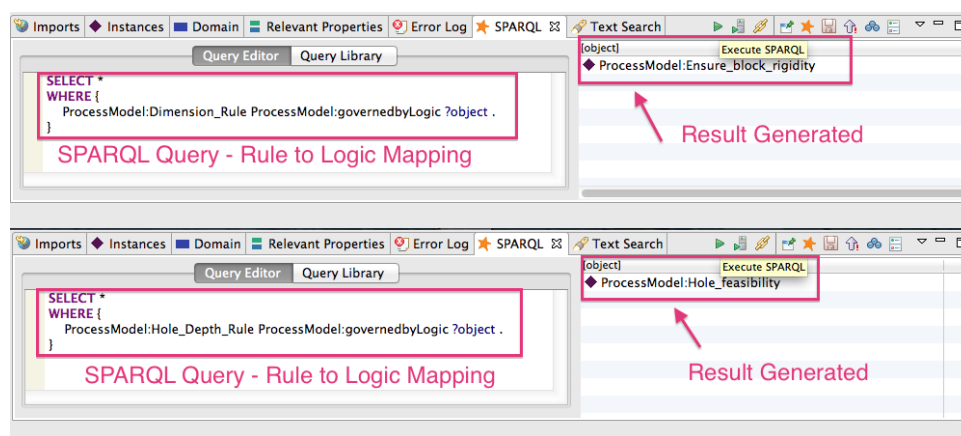 Imports Instances Domain Relevant Properties Error Log SPARQL Text Search
Query Editor Query Library
[object]
Execute SPARQL
ProcessModel:Ensure_block_rigidity
SELECT *
WHERE {
ProcessModel:Dimension_Rule ProcessModel:governedbyLogic ?object .
}
SPARQL Query - Rule to Logic Mapping
Result Generated
Imports Instances Domain Relevant Properties Error Log SPARQL Text Search
Query Editor Query Library
[object]
Execute SPARQL
ProcessModel:Hole_feasibility
SELECT *
WHERE {
ProcessModel:Hole_Depth_Rule ProcessModel:governedbyLogic ?object .
}
SPARQL Query - Rule to Logic Mapping
Result Generated